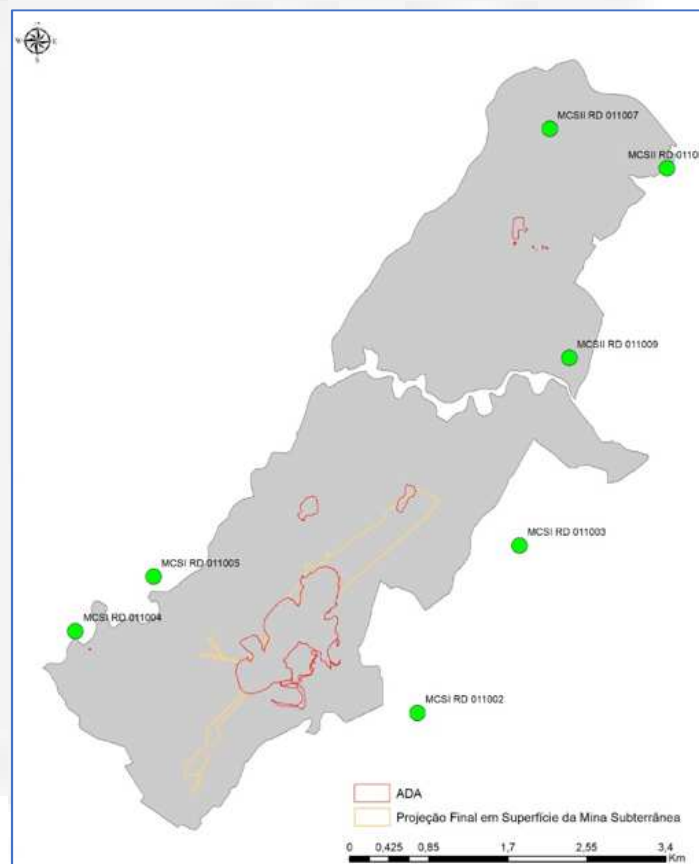 N
W
E
S
MCSII RD 011007
MCSII RD 0110
MCSII RD 011009
MCSI RD 011003
MCSI RD 011005
MCSI RD 011004
MCSI RD 011002
ADA
Projeção Final em Superfície da Mina Subterrânea
0 0,425 0,85 1,7 2,55 3,4
Km